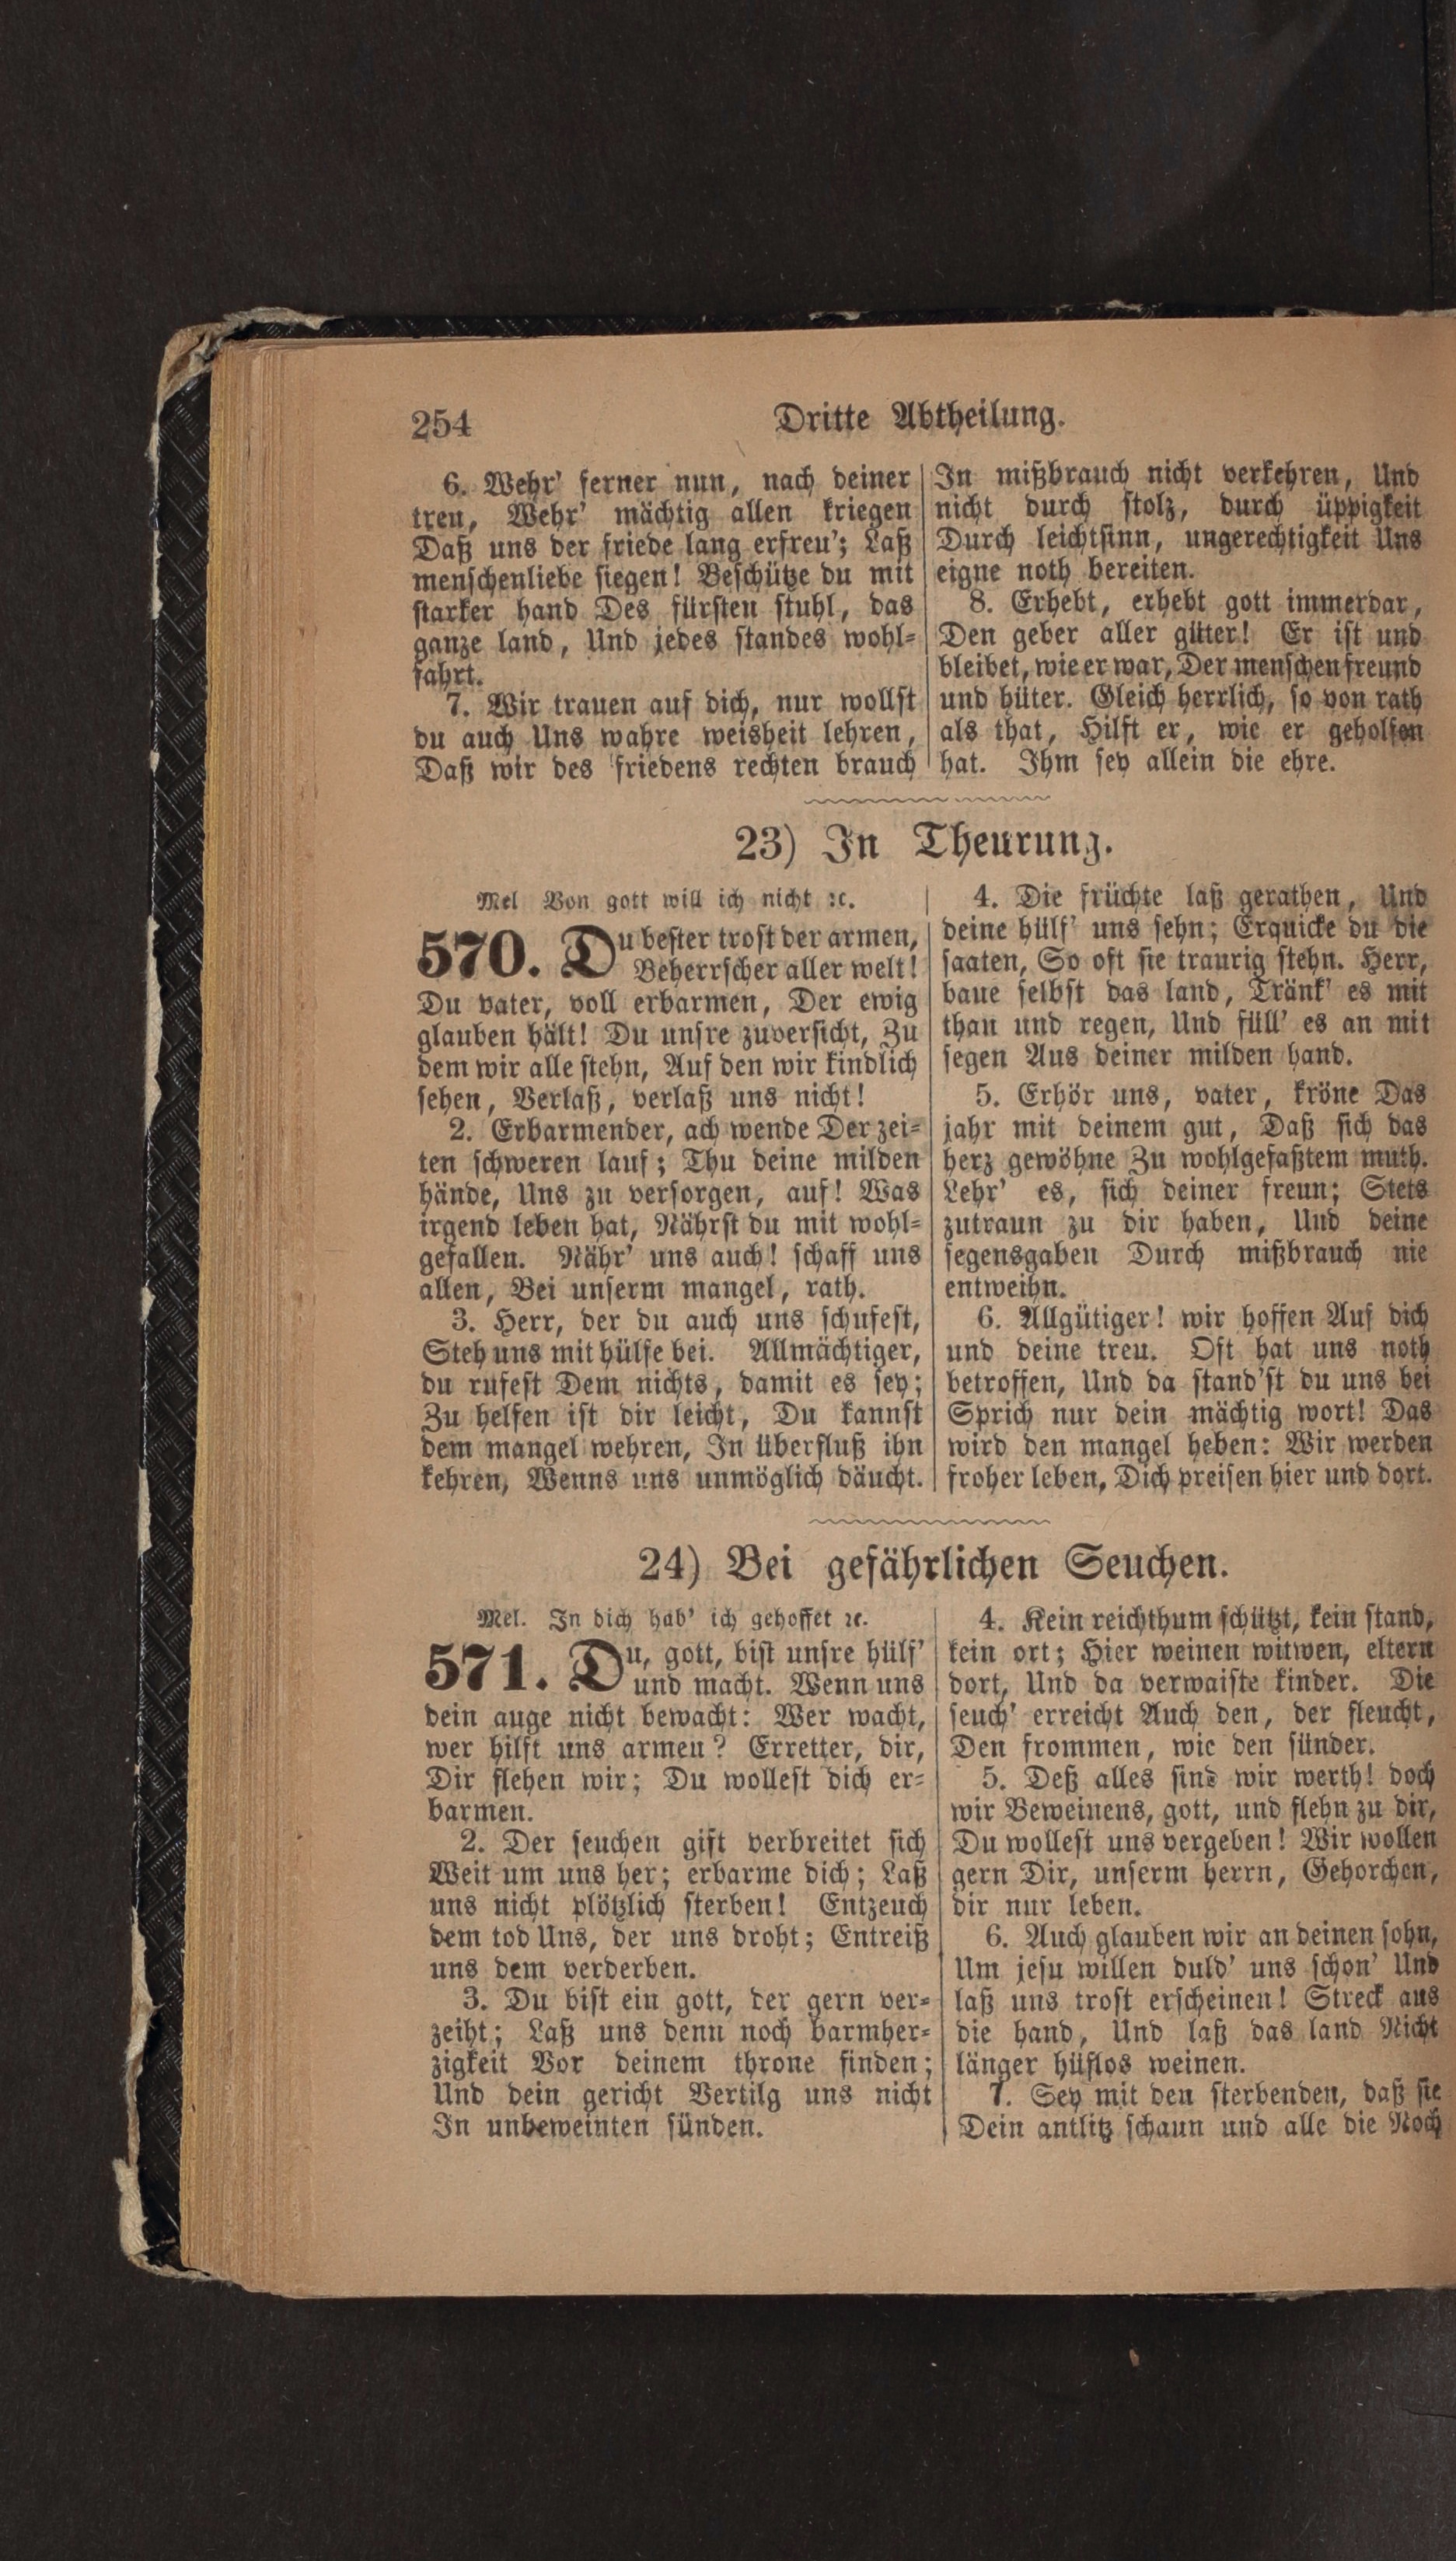 254
Dritte Abtheilung.
6. Wehr' ferner nun, nach deiner
treu, Wehr' mächtig allen kriegen
Daß uns der friede lang erfreu'; Laß
menschenliebe siegen! Beschütze du mit
starker hand Des fürsten stuhl, das
ganze land, Und jedes standes wohl-
fahrt.
7. Wir trauen auf dich, nur wollst
du auch Uns wahre weisheit lehren,
Daß wir des friedens rechten brauch
In mißbrauch nicht verkehren, Und
nicht durch stolz, durch üppigkeit
Durch leichtsinn, ungerechtigkeit Uns
eigne noth bereiten.
8. Erhebt, erhebt gott immerdar,
Den geber aller güter! Er ist und
bleibet, wie er war, Der menschenfreund
und hüter. Gleich herrlich, so von rath
als that, Hilft er, wie er geholfen
hat. Ihm sey allein die ehre.
23) In Theurung.
Mel Von gott will ich nicht ꝛc.
570. Du bester trost der armen,
Beherrscher aller welt!
Du vater, voll erbarmen, Der ewig
glauben hält! Du unsre zuversicht, Zu
dem wir alle stehn, Auf den wir kindlich
sehen, Verlaß, verlaß uns nicht!
2. Erbarmender, ach wende Der zei-
ten schweren lauf; Thu deine milden
hände, Uns zu versorgen, auf! Was
irgend leben hat, Nährst du mit wohl-
gefallen. Nähr' uns auch! schaff uns
allen, Bei unserm mangel, rath.
3. Herr, der du auch uns schufest,
Steh uns mit hülfe bei. Allmächtiger,
du rufest Dem nichts, damit es sey;
Zu helfen ist dir leicht, Du kannst
dem mangel wehren, In überfluß ihn
kehren, Wenns uns unmöglich däucht.
4. Die früchte laß gerathen, Und
deine hülf' uns sehn; Erquicke du die
saaten, So oft sie traurig stehn. Herr,
baue selbst das land, Tränk' es mit
thau und regen, Und füll' es an mit
segen Aus deiner milden hand.
5. Erhör uns, vater, kröne Das
jahr mit deinem gut, Daß sich das
herz gewöhne Zu wohlgefaßtem muth.
Lehr' es, sich deiner freun; Stets
zutraun zu dir haben, Und deine
segensgaben Durch mißbrauch nie
entweihn.
6. Allgütiger! wir hoffen Auf dich
und deine treu. Oft hat uns noth
betroffen, Und da stand'st du uns bei
Sprich nur dein mächtig wort! Das
wird den mangel heben: Wir werden
froher leben, Dich preisen hier und dort.
24) Bei gefährlichen Seuchen.
Mel. In dich hab' ich gehoffet ꝛc.
571. Du, gott, bist unsre hülf'
und macht. Wenn uns
dein auge nicht bewacht: Wer wacht,
wer hilft uns armen? Erretter, dir,
Dir flehen wir; Du wollest dich er-
barmen.
2. Der seuchen gift verbreitet sich
Weit um uns her; erbarme dich; Laß
uns nicht plötzlich sterben! Entzeuch
dem tod Uns, der uns droht; Entreiß
uns dem verderben.
3. Du bist ein gott, der gern ver-
zeiht; Laß uns denn noch barmher-
zigkeit Vor deinem throne finden;
Und dein gericht Vertilg uns nicht
In unbeweinten sünden.
4. Kein reichthum schützt, kein stand,
kein ort; Hier weinen witwen, eltern
dort, Und da verwaiste kinder. Die
seuch' erreicht Auch den, der fleucht,
Den frommen, wie den sünder.
5. Deß alles sind wir werth! doch
wir Beweinens, gott, und flehn zu dir,
Du wollest uns vergeben! Wir wollen
gern Dir, unserm herrn, Gehorchen,
dir nur leben.
6. Auch glauben wir an deinen sohn,
Um jesu willen duld' uns schon' Und
laß uns trost erscheinen! Streck aus
die hand, Und laß das land Nicht
länger hüflos weinen.
7. Sey mit den sterbenden, daß sie
Dein antlitz schaun und alle die Noch